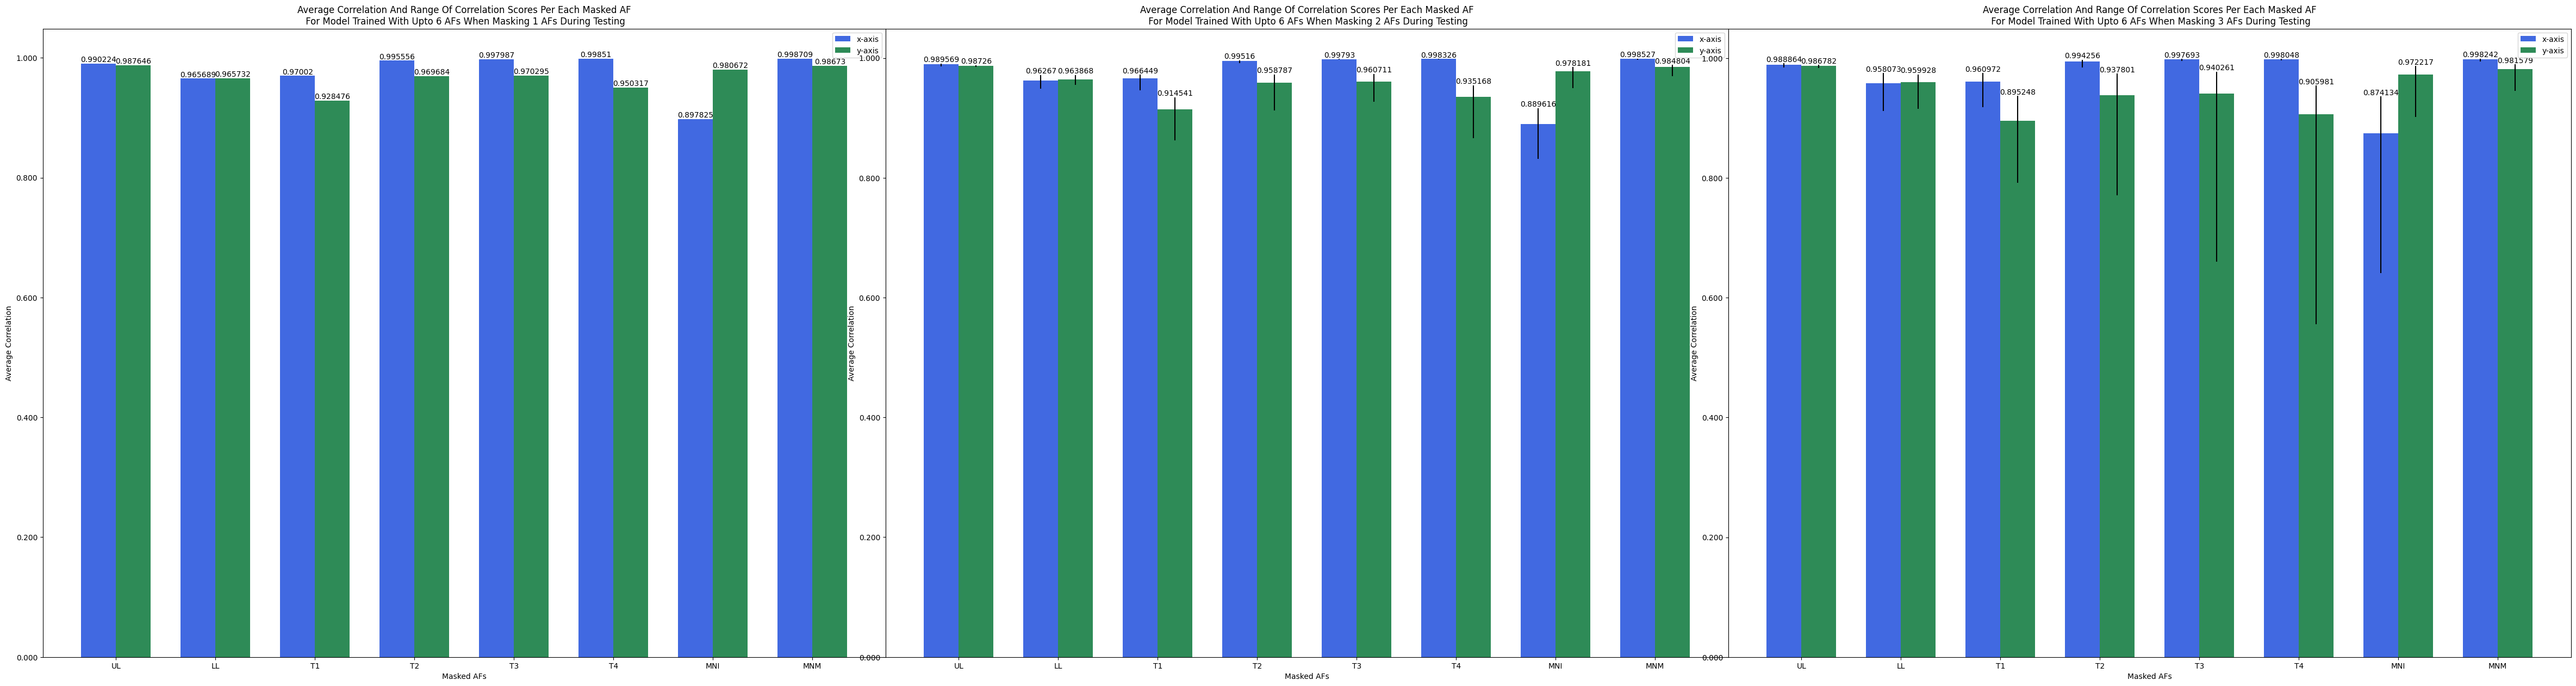 Average Correlation And Range Of Correlation Scores Per Each Masked AF
For Model Trained With Upto 6 AFs When Masking 1 AFs During Testing
x-axis
y-axis
1.000
0.800
0.600
0.400
0.200
0.000
Average Correlation
0.990224
0.987646
0.965689
0.965732
0.97002
0.928476
0.995556
0.969684
0.997987
0.970295
0.99851
0.950317
0.897825
0.980672
0.998709
0.98673
UL
LL
T1
T2
T3
T4
MNI
MNM
Masked AFs
Average Correlation And Range Of Correlation Scores Per Each Masked AF
For Model Trained With Upto 6 AFs When Masking 2 AFs During Testing
x-axis
y-axis
1.000
0.800
0.600
0.400
0.200
0.000
Average Correlation
0.989569
0.98726
0.96267
0.963868
0.966449
0.914541
0.99516
0.958787
0.99793
0.960711
0.998326
0.935168
0.889616
0.978181
0.998527
0.984804
UL
LL
T1
T2
T3
T4
MNI
MNM
Masked AFs
Average Correlation And Range Of Correlation Scores Per Each Masked AF
For Model Trained With Upto 6 AFs When Masking 3 AFs During Testing
x-axis
y-axis
1.000
0.800
0.600
0.400
0.200
0.000
Average Correlation
0.988864
0.986782
0.958073
0.959928
0.960972
0.895248
0.994256
0.937801
0.997693
0.940261
0.998048
0.905981
0.874134
0.972217
0.998242
0.981579
UL
LL
T1
T2
T3
T4
MNI
MNM
Masked AFs